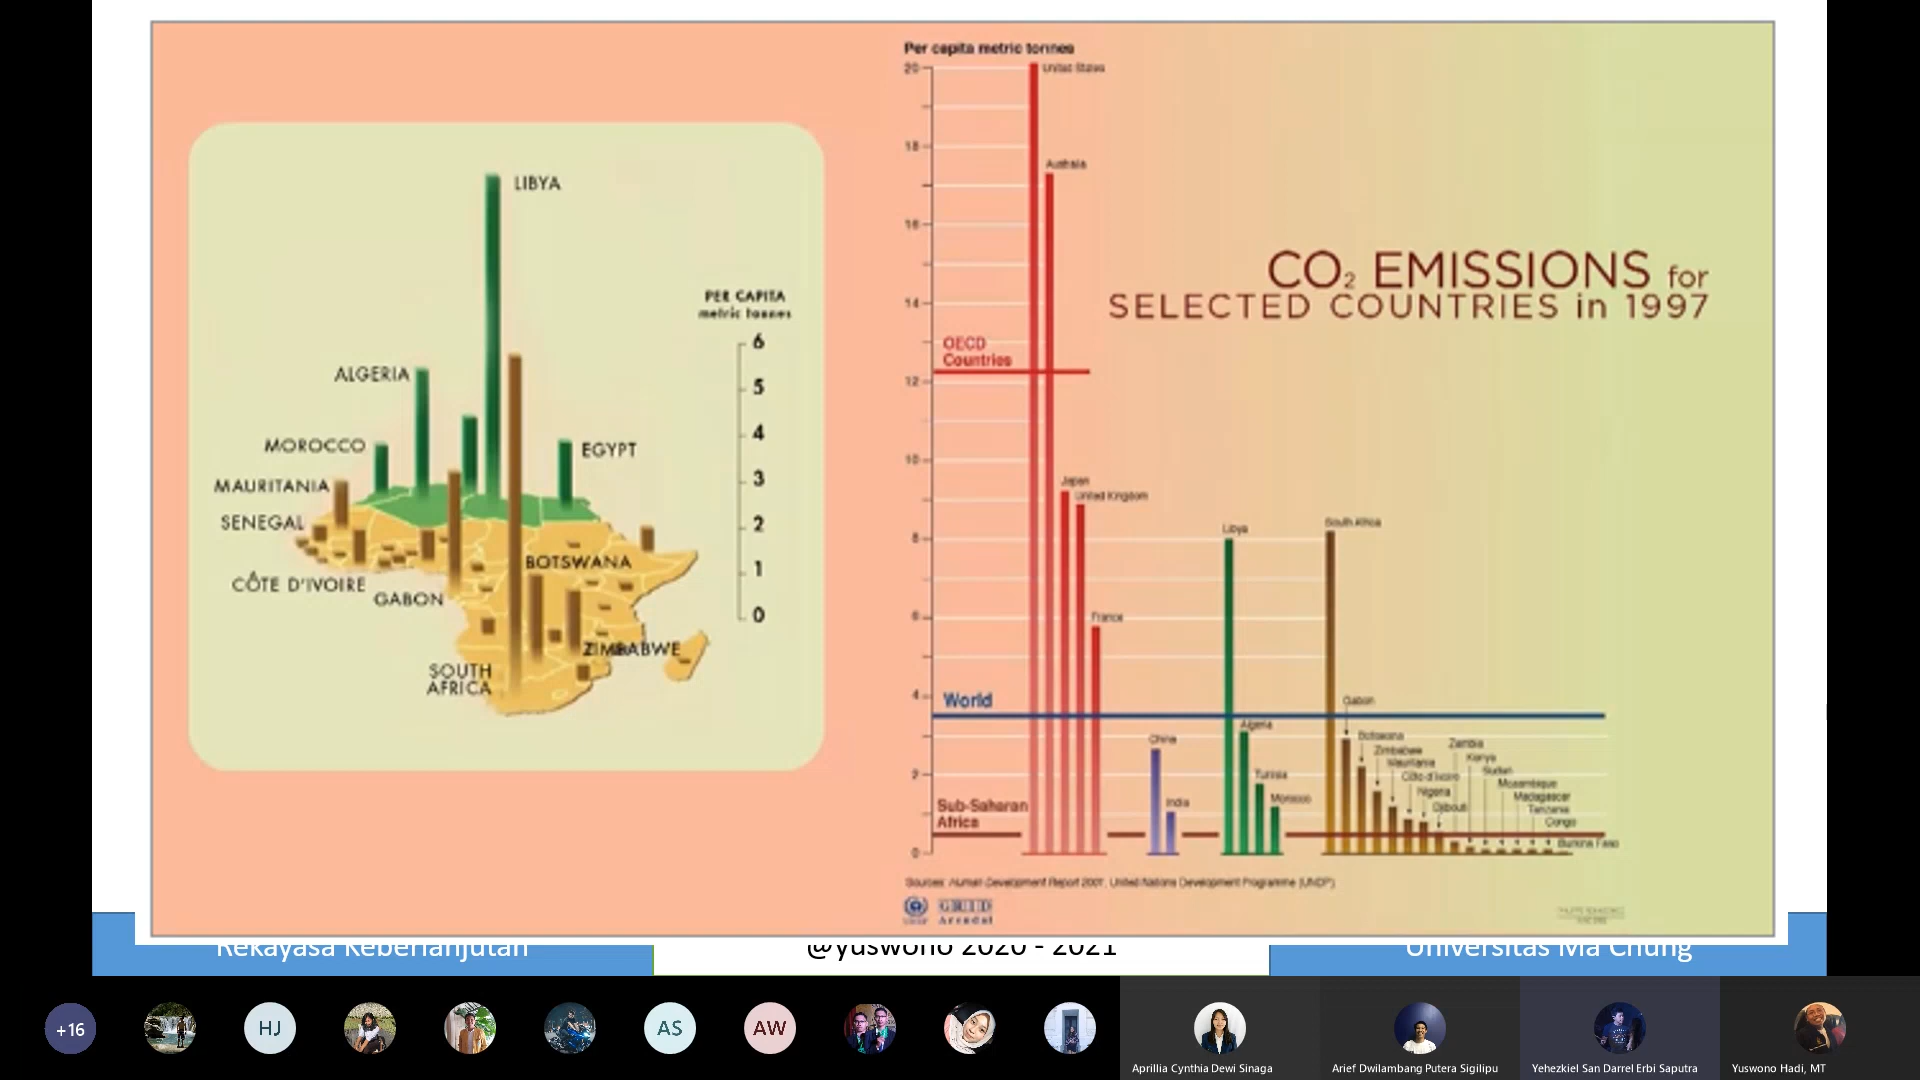 LIBYA
PER CAPITA
metric tonnes
6
ALGERIA
5
4
MOROCCO
EGYPT
3
MAURITANIA
SENEGAL
2
BOTSWANA
1
CÔTE D'IVOIRE
GABON
0
ZIMBABWE
SOUTH
AFRICA
Per capita metric tonnes
20
United States
18
Australia
16
CO₂ EMISSIONS for
SELECTED COUNTRIES in 1997
14
OECD
Countries
12
10
Japan
United Kingdom
Libya
South Africa
8
6
France
4
World
Gabon
China
Algeria
Botswana
Zimbabwe
Mauritania
Côte d'Ivoire
Nigeria
Djibouti
Zambia
Kenya
Sudan
Mozambique
Madagascar
Tanzania
Congo
Burkina Faso
2
Tunisia
Morocco
India
Sub-Saharan
Africa
0
Sources: Human Development Report 2001, United Nations Development Programme (UNDP)
UNEP
GRID
Arendal
Rekayasa Keberlanjutan
@yuswono 2020 - 2021
Universitas Ma Chung
+16
HJ
AS
AW
Aprillia Cynthia Dewi Sinaga
Arief Dwilambang Putera Sigilipu
Yehezkiel San Darrel Erbi Saputra
Yuswono Hadi, MT